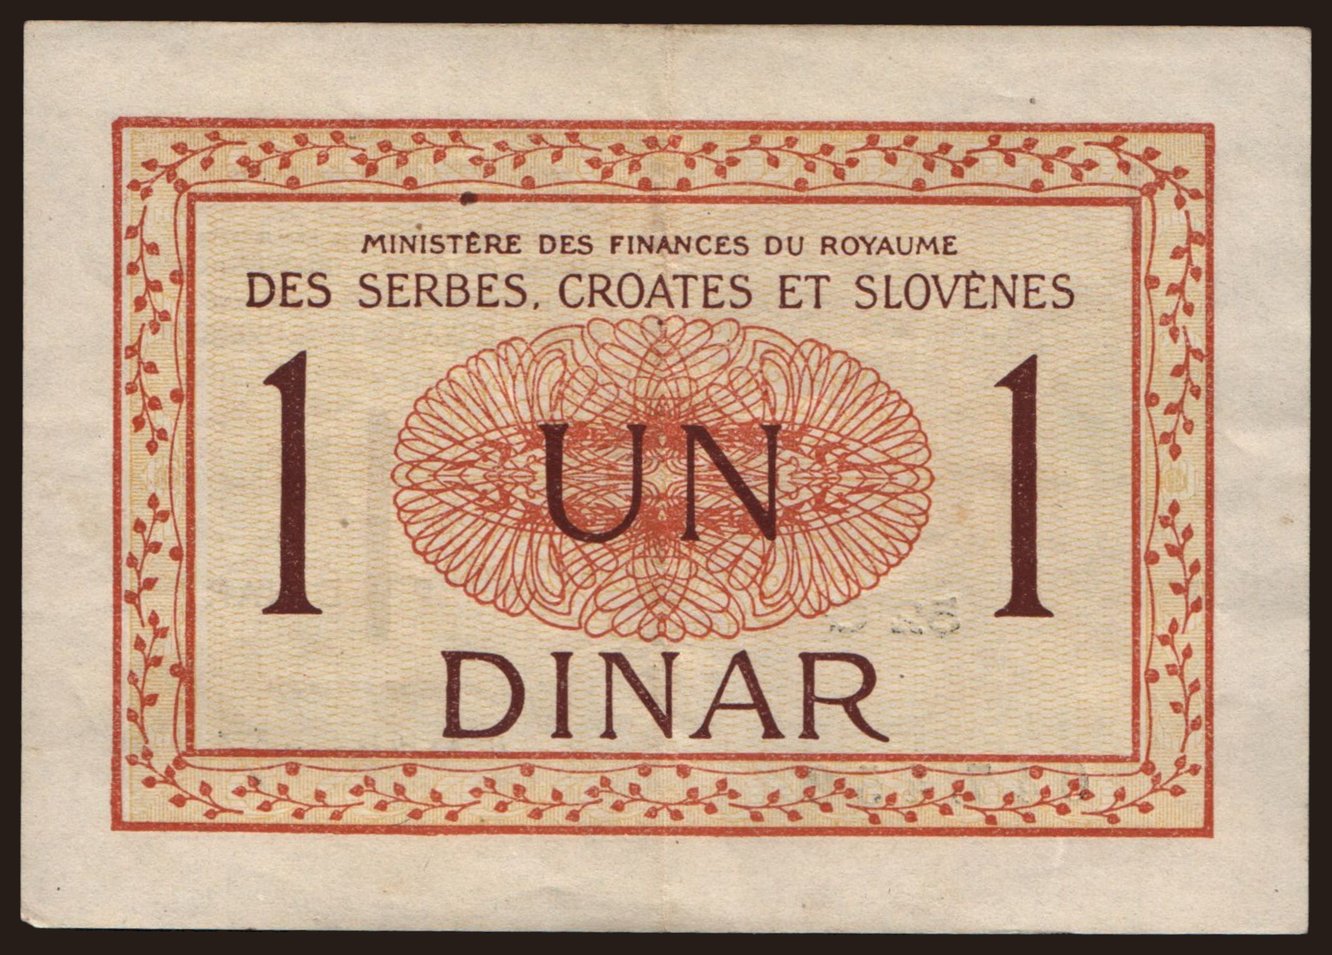 MINISTÈRE DES FINANCES DU ROYAUME
DES SERBES, CROATES ET SLOVÈNES
1 UN 1
DINAR